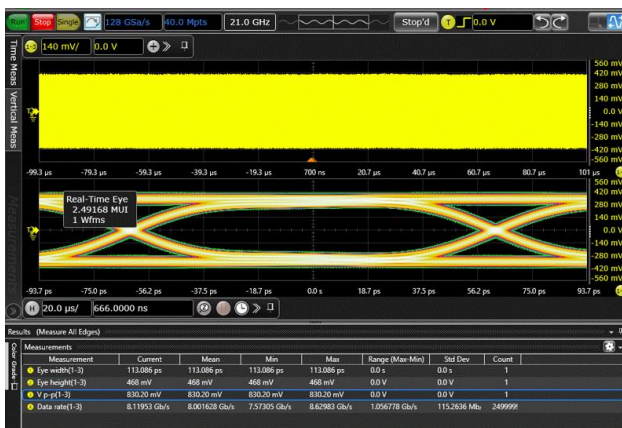 Run Stop Single 128 GSa/s 40.0 Mpts 21.0 GHz Stop'd T 0.0 V
1-3 140 mV/ 0.0 V
Time Meas
Vertical Meas
Measurements
560 mV
420 mV
280 mV
140 mV
0.0 V
-140 mV
-280 mV
-420 mV
-560 mV
-99.3 µs -79.3 µs -59.3 µs -39.3 µs -19.3 µs 700 ns 20.7 µs 40.7 µs 60.7 µs 80.7 µs 101 µs
Real-Time Eye
2.49168 MUI
1 Wfms
560 mV
420 mV
280 mV
140 mV
0.0 V
-140 mV
-280 mV
-420 mV
-560 mV
-93.7 ps -75.0 ps -56.2 ps -37.5 ps -18.7 ps 0.0 s 18.7 ps 37.5 ps 56.2 ps 75.0 ps 93.7 ps
H 20.0 µs/ 666.0000 ns
Results (Measure All Edges)
Color Grade
Measurements
Measurement Current Mean Min Max Range (Max-Min) Std Dev Count
Eye width(1-3) 113.086 ps 113.086 ps 113.086 ps 113.086 ps 0.0 s 0.0 s 1
Eye height(1-3) 468 mV 468 mV 468 mV 468 mV 0.0 V 0.0 V 1
V p-p(1-3) 830.20 mV 830.20 mV 830.20 mV 830.20 mV 0.0 V 0.0 V 1
Data rate(1-3) 8.11953 Gb/s 8.001628 Gb/s 7.57305 Gb/s 8.62983 Gb/s 1.056778 Gb/s 115.2636 Mb/ 249999